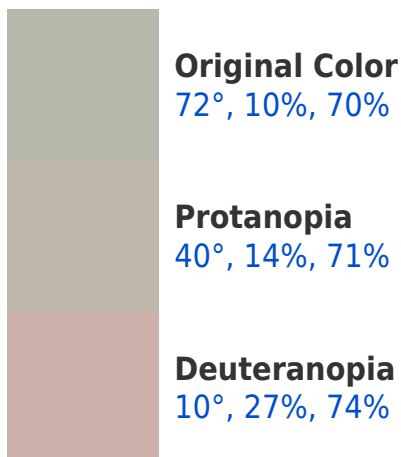 Original Color
72°, 10%, 70%
Protanopia
40°, 14%, 71%
Deuteranopia
10°, 27%, 74%